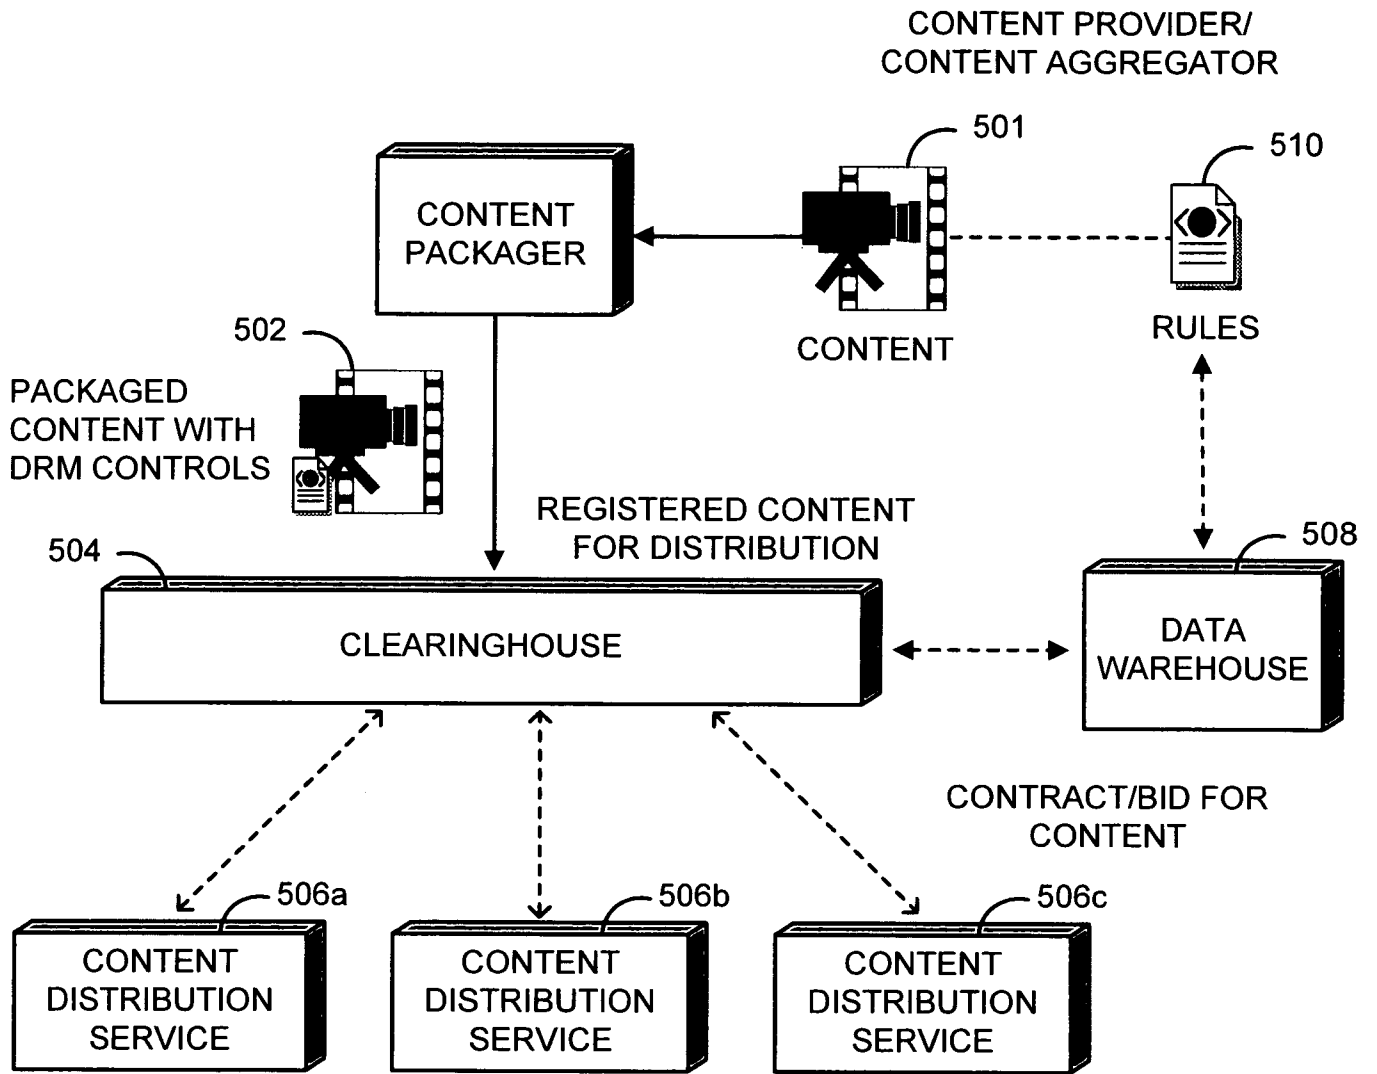 CONTENT PROVIDER/
CONTENT AGGREGATOR
501
510
CONTENT
PACKAGER
CONTENT
RULES
502
PACKAGED
CONTENT WITH
DRM CONTROLS
REGISTERED CONTENT
FOR DISTRIBUTION
504
508
CLEARINGHOUSE
DATA
WAREHOUSE
CONTRACT/BID FOR
CONTENT
506a
506b
506c
CONTENT
DISTRIBUTION
SERVICE
CONTENT
DISTRIBUTION
SERVICE
CONTENT
DISTRIBUTION
SERVICE